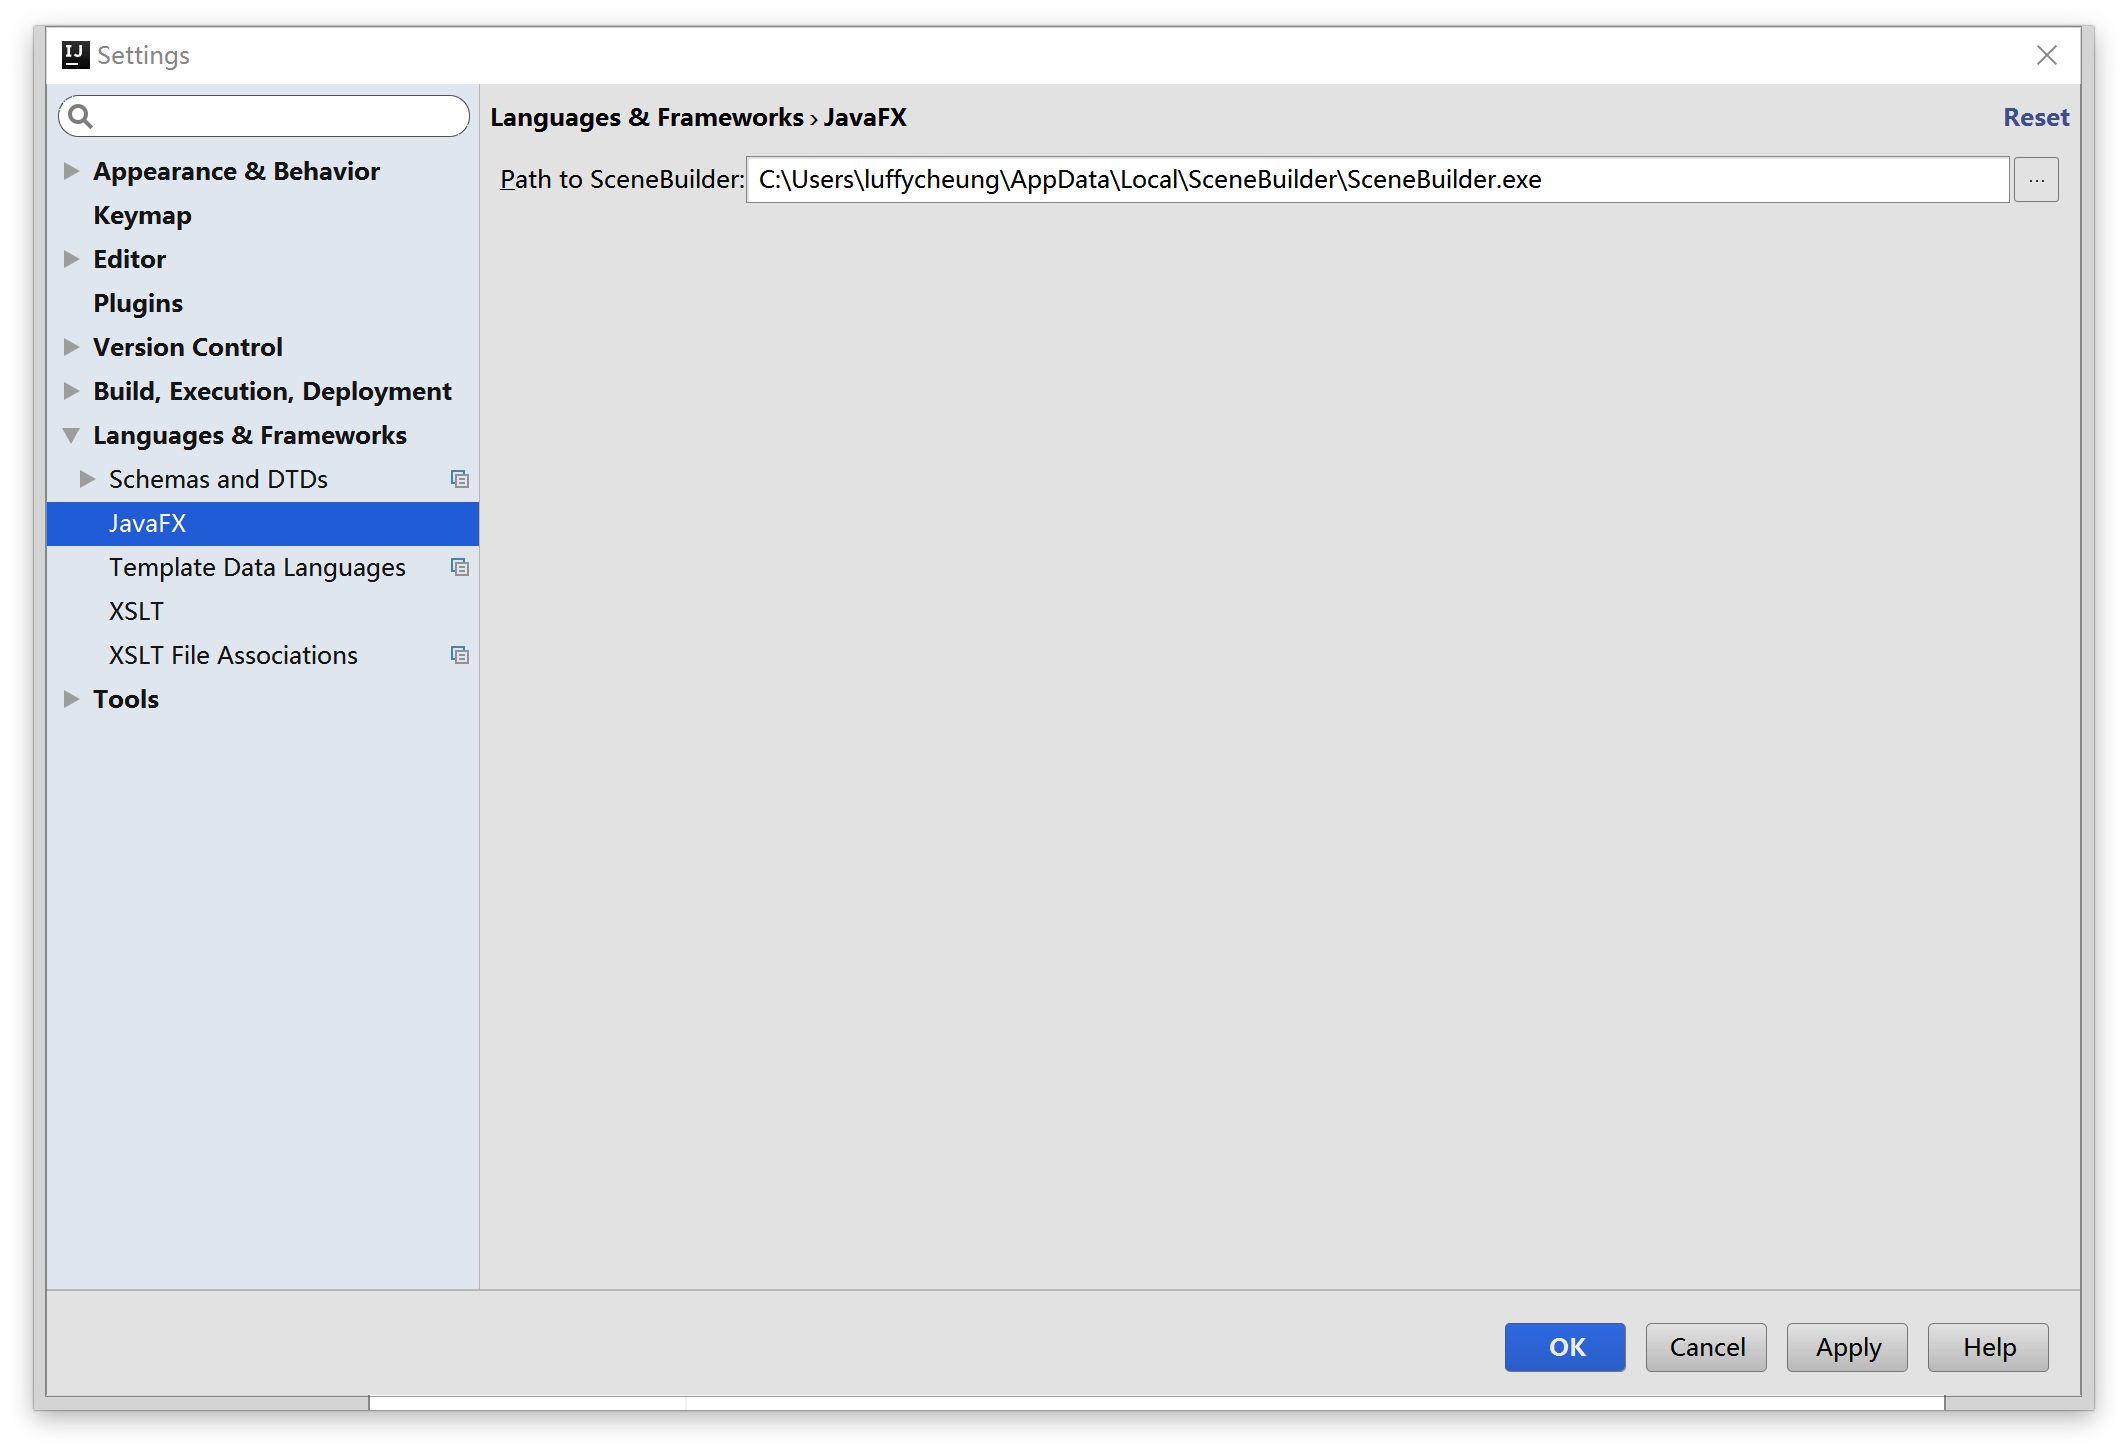 IJ Settings
Languages & Frameworks › JavaFX
Reset
Path to SceneBuilder: C:\Users\luffycheung\AppData\Local\SceneBuilder\SceneBuilder.exe ...
Appearance & Behavior
Keymap
Editor
Plugins
Version Control
Build, Execution, Deployment
Languages & Frameworks
Schemas and DTDs
JavaFX
Template Data Languages
XSLT
XSLT File Associations
Tools
OK Cancel Apply Help